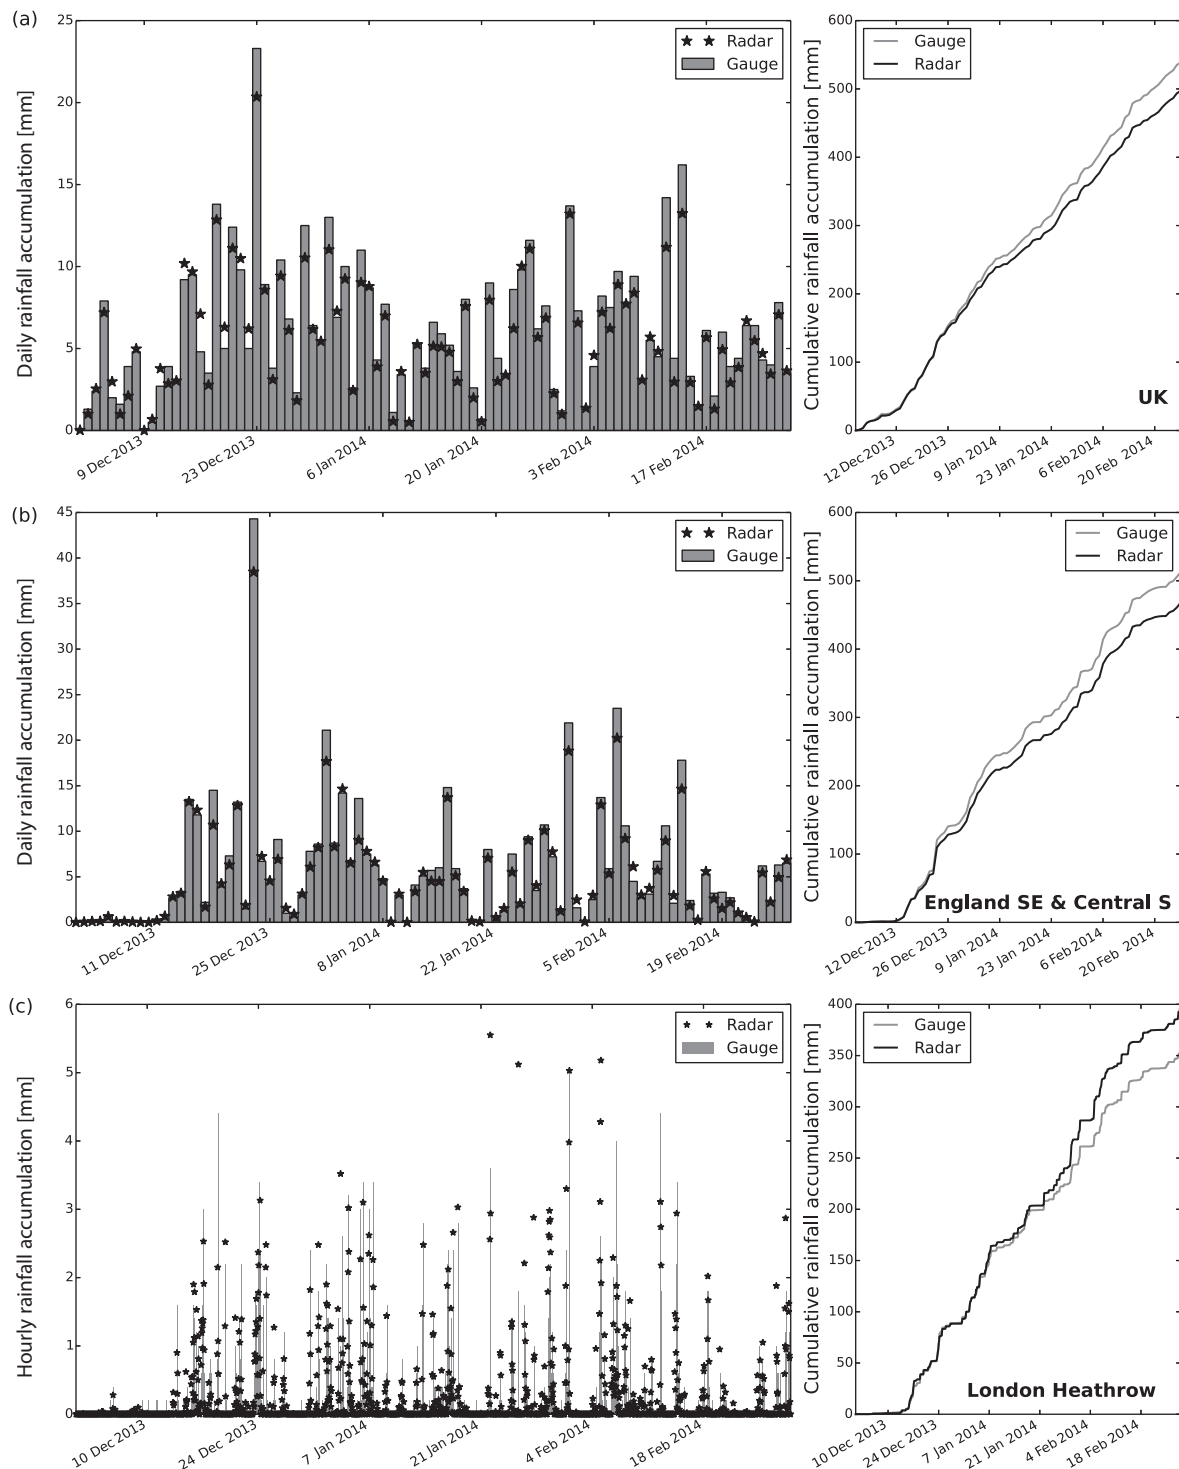 (a)
Daily rainfall accumulation [mm]
25
20
15
10
5
0
Radar
Gauge
9 Dec 2013
23 Dec 2013
6 Jan 2014
20 Jan 2014
3 Feb 2014
17 Feb 2014
Cumulative rainfall accumulation [mm]
600
500
400
300
200
100
0
Gauge
Radar
UK
12 Dec 2013
26 Dec 2013
9 Jan 2014
23 Jan 2014
6 Feb 2014
20 Feb 2014
(b)
Daily rainfall accumulation [mm]
45
40
35
30
25
20
15
10
5
0
Radar
Gauge
11 Dec 2013
25 Dec 2013
8 Jan 2014
22 Jan 2014
5 Feb 2014
19 Feb 2014
Cumulative rainfall accumulation [mm]
600
500
400
300
200
100
0
Gauge
Radar
England SE & Central S
12 Dec 2013
26 Dec 2013
9 Jan 2014
23 Jan 2014
6 Feb 2014
20 Feb 2014
(c)
Hourly rainfall accumulation [mm]
6
5
4
3
2
1
0
Radar
Gauge
10 Dec 2013
24 Dec 2013
7 Jan 2014
21 Jan 2014
4 Feb 2014
18 Feb 2014
Cumulative rainfall accumulation [mm]
400
350
300
250
200
150
100
50
0
Gauge
Radar
London Heathrow
10 Dec 2013
24 Dec 2013
7 Jan 2014
21 Jan 2014
4 Feb 2014
18 Feb 2014